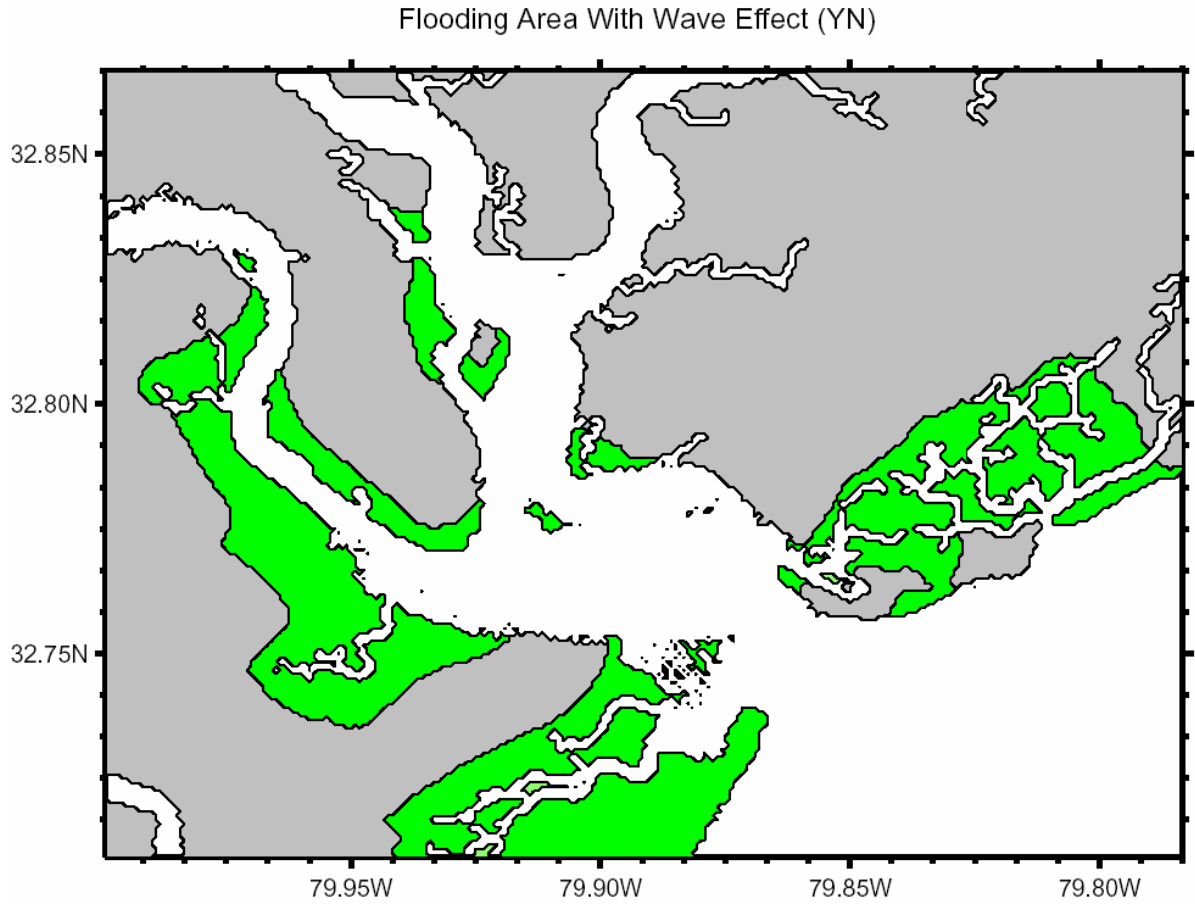 Flooding Area With Wave Effect (YN)
32.85N
32.80N
32.75N
79.95W 79.90W 79.85W 79.80W